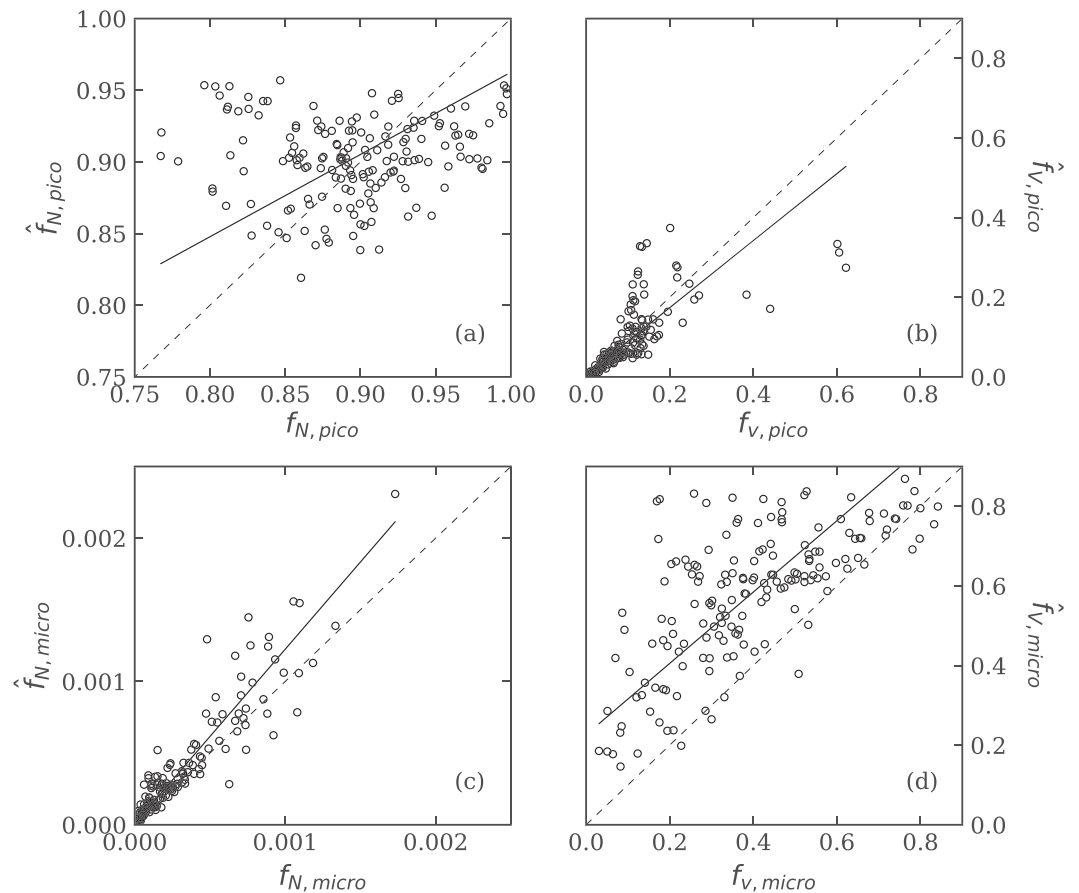 1.00
0.95
0.90
0.85
0.80
0.75
f̂_{N, pico}
(a)
0.75 0.80 0.85 0.90 0.95 1.00
f_{N, pico}
0.8
0.6
0.4
0.2
0.0
f̂_{V, pico}
(b)
0.0 0.2 0.4 0.6 0.8
f_{v, pico}
0.002
0.001
0.000
f̂_{N, micro}
(c)
0.000 0.001 0.002
f_{N, micro}
0.8
0.6
0.4
0.2
0.0
f̂_{V, micro}
(d)
0.0 0.2 0.4 0.6 0.8
f_{v, micro}